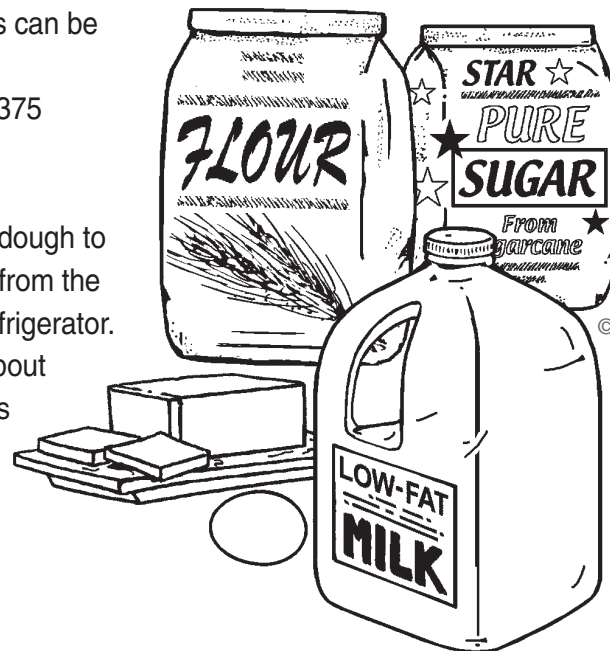 s can be
375
dough to
from the
frigerator.
bout
s
FLOUR
STAR
PURE
SUGAR
From
garcane
©
LOW-FAT
MILK